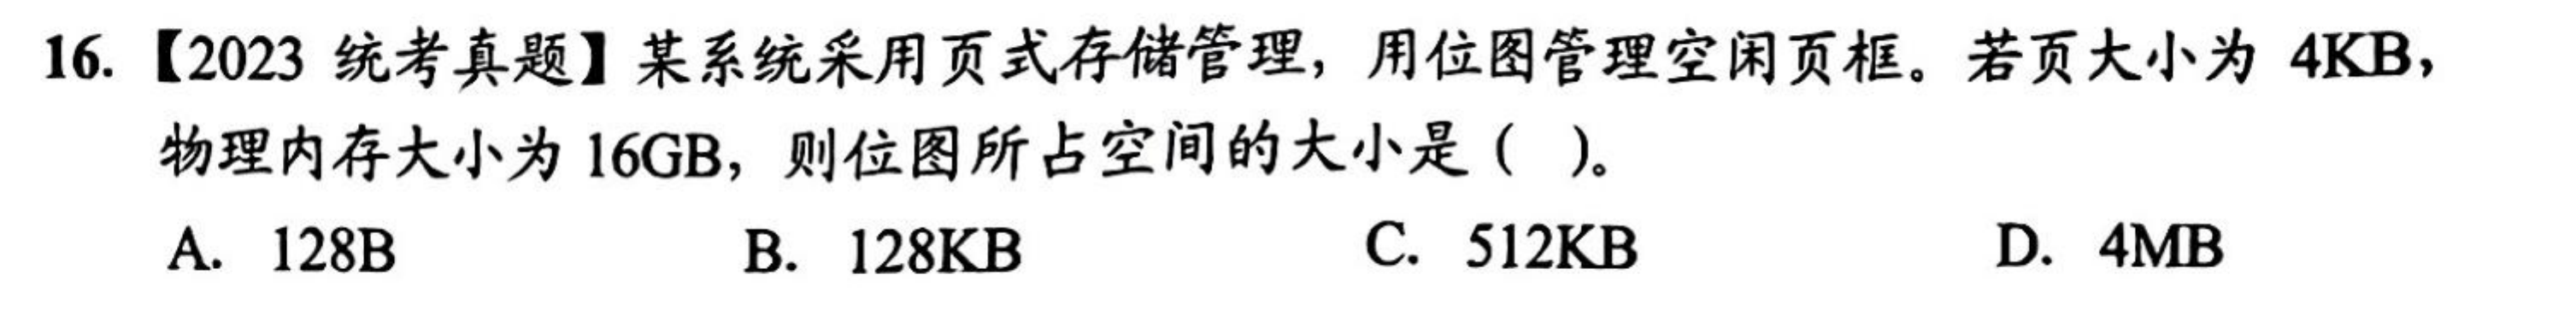 16.【2023 统考真题】某系统采用页式存储管理，用位图管理空闲页框。若页大小为 4KB，
物理内存大小为 16GB，则位图所占空间的大小是（ ）。
A. 128B B. 128KB C. 512KB D. 4MB